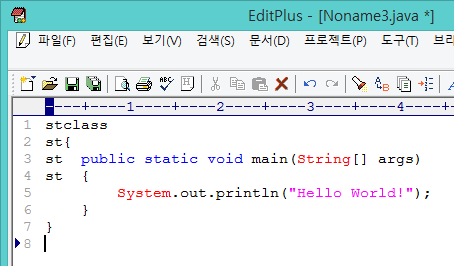 EditPlus - [Noname3.java *]
파일(F) 편집(E) 보기(V) 검색(S) 문서(D) 프로젝트(P) 도구(T) 브라
----+----1----+----2----+----3----+----4----+--
1 stclass
2 st{
3 st  public static void main(String[] args)
4 st  {
5         System.out.println("Hello World!");
6     }
7 }
8